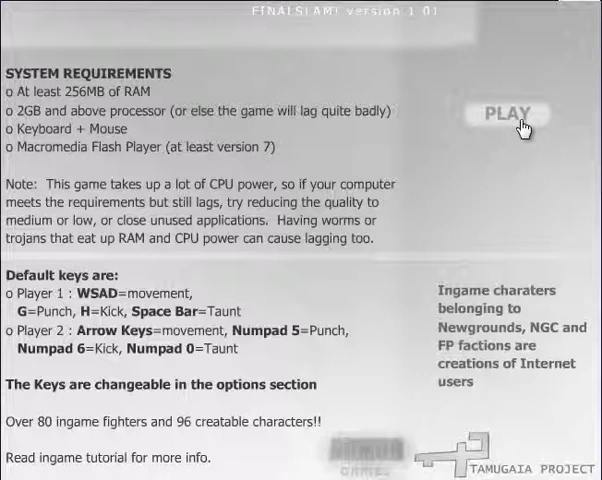 FINALSLAM! version 1.01
SYSTEM REQUIREMENTS
o At least 256MB of RAM
o 2GB and above processor (or else the game will lag quite badly)
o Keyboard + Mouse
o Macromedia Flash Player (at least version 7)
PLAY
Note: This game takes up a lot of CPU power, so if your computer
meets the requirements but still lags, try reducing the quality to
medium or low, or close unused applications. Having worms or
trojans that eat up RAM and CPU power can cause lagging too.
Default keys are:
o Player 1 : WSAD=movement,
G=Punch, H=Kick, Space Bar=Taunt
o Player 2 : Arrow Keys=movement, Numpad 5=Punch,
Numpad 6=Kick, Numpad 0=Taunt
Ingame charaters
belonging to
Newgrounds, NGC and
FP factions are
creations of Internet
users
The Keys are changeable in the options section
Over 80 ingame fighters and 96 creatable characters!!
Read ingame tutorial for more info.
GAMES
TAMUGAIA PROJECT